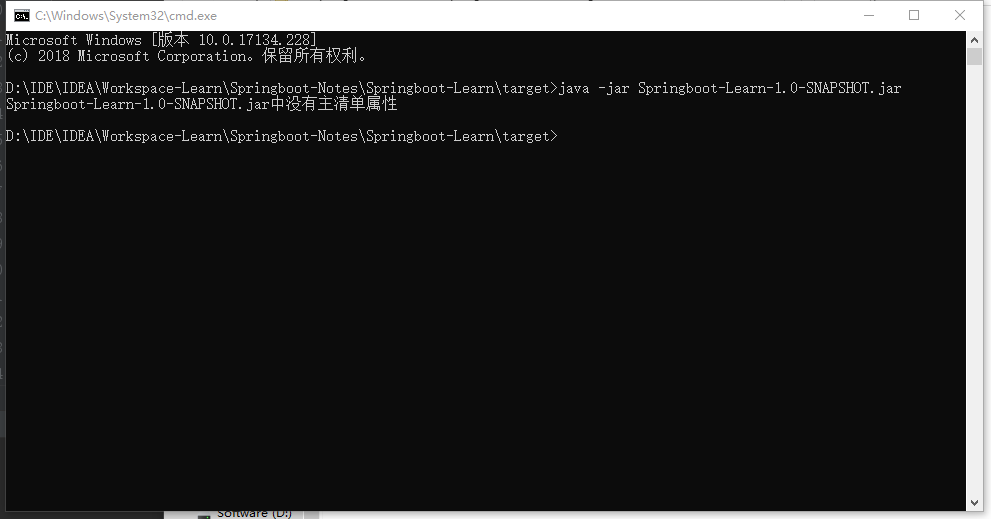 C:\Windows\System32\cmd.exe
Microsoft Windows [版本 10.0.17134.228]
(c) 2018 Microsoft Corporation。保留所有权利。
D:\IDE\IDEA\Workspace-Learn\Springboot-Notes\Springboot-Learn\target>java -jar Springboot-Learn-1.0-SNAPSHOT.jar
Springboot-Learn-1.0-SNAPSHOT.jar中没有主清单属性
D:\IDE\IDEA\Workspace-Learn\Springboot-Notes\Springboot-Learn\target>
Software (D:)